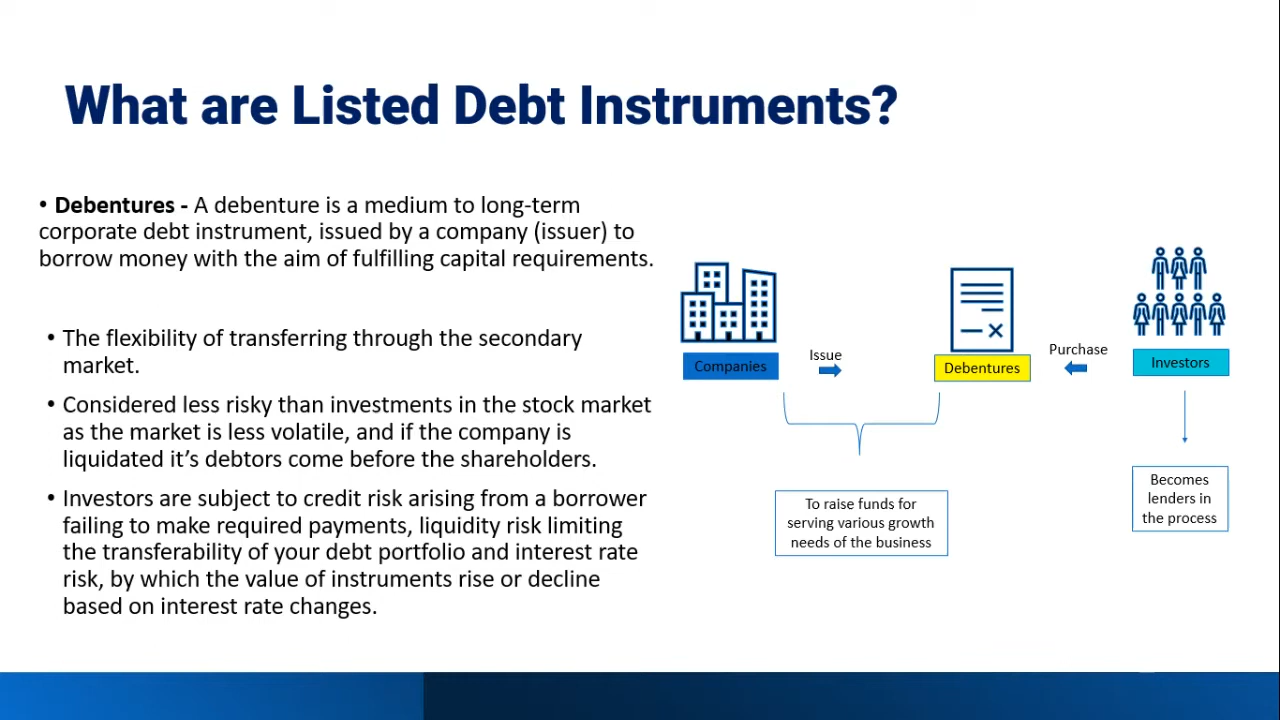 What are Listed Debt Instruments?
• Debentures - A debenture is a medium to long-term
corporate debt instrument, issued by a company (issuer) to
borrow money with the aim of fulfilling capital requirements.
• The flexibility of transferring through the secondary
market.
• Considered less risky than investments in the stock market
as the market is less volatile, and if the company is
liquidated it’s debtors come before the shareholders.
• Investors are subject to credit risk arising from a borrower
failing to make required payments, liquidity risk limiting
the transferability of your debt portfolio and interest rate
risk, by which the value of instruments rise or decline
based on interest rate changes.
Companies
Issue
Debentures
Purchase
Investors
To raise funds for
serving various growth
needs of the business
Becomes
lenders in
the process